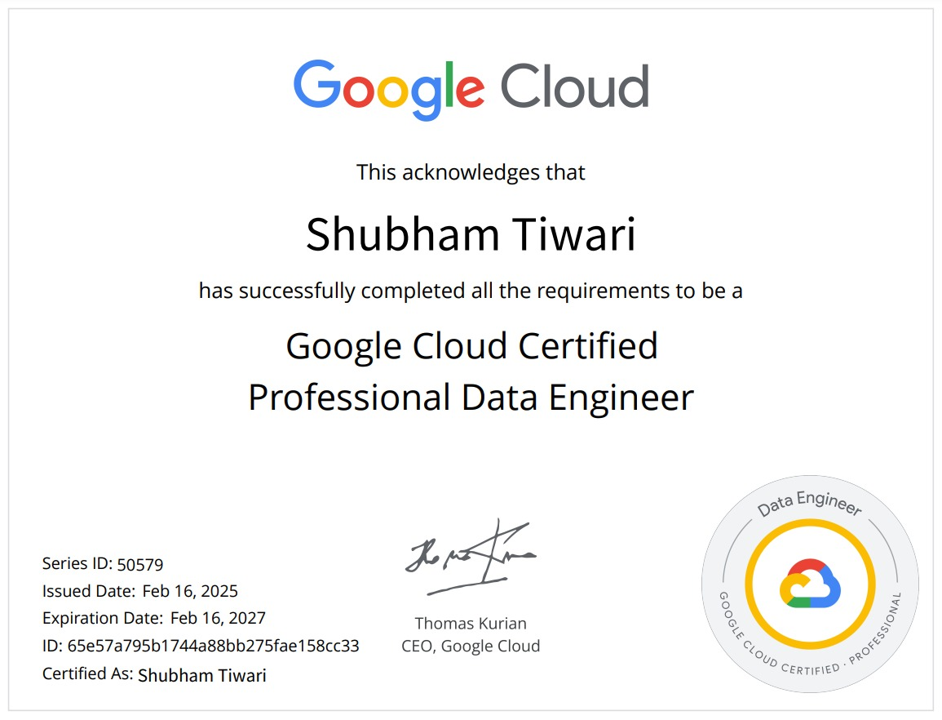 Google Cloud
This acknowledges that
Shubham Tiwari
has successfully completed all the requirements to be a
Google Cloud Certified
Professional Data Engineer
Series ID: 50579
Issued Date: Feb 16, 2025
Expiration Date: Feb 16, 2027
ID: 65e57a795b1744a88bb275fae158cc33
Certified As: Shubham Tiwari
Thomas Kurian
CEO, Google Cloud
Data Engineer
GOOGLE CLOUD CERTIFIED · PROFESSIONAL